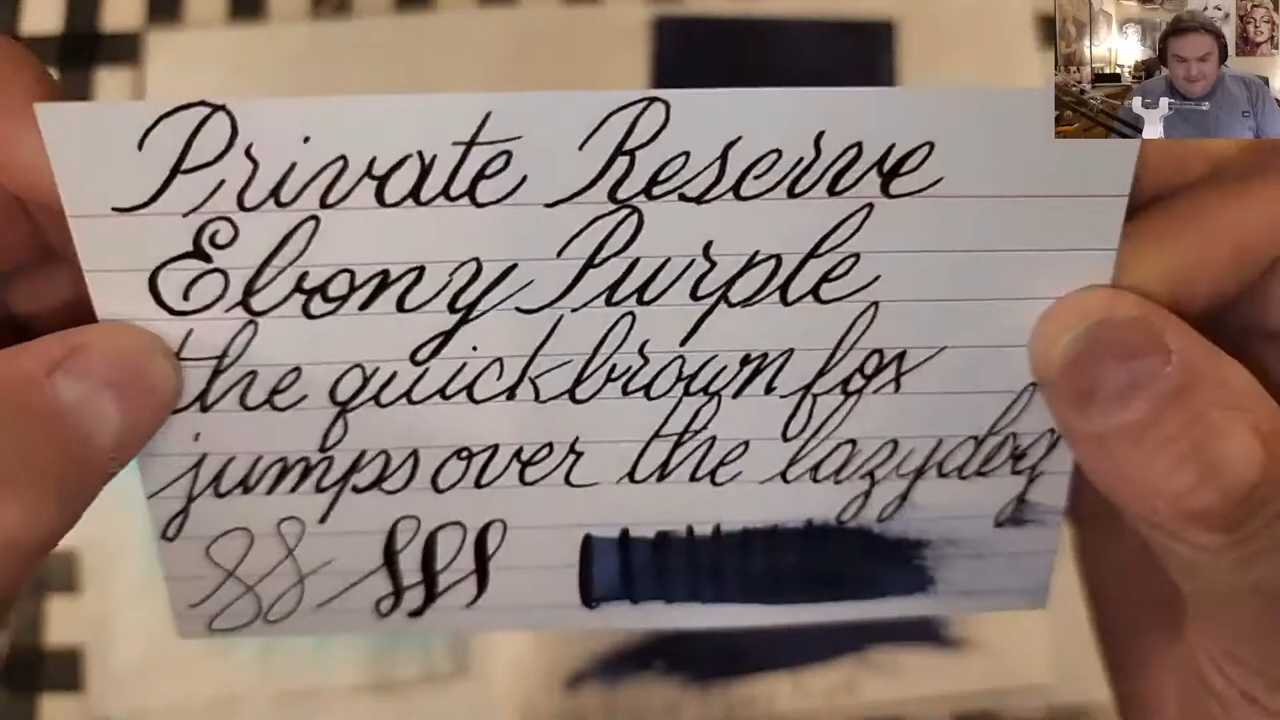 Private Reserve
Ebony Purple
the quick brown fox
jumps over the lazy dog